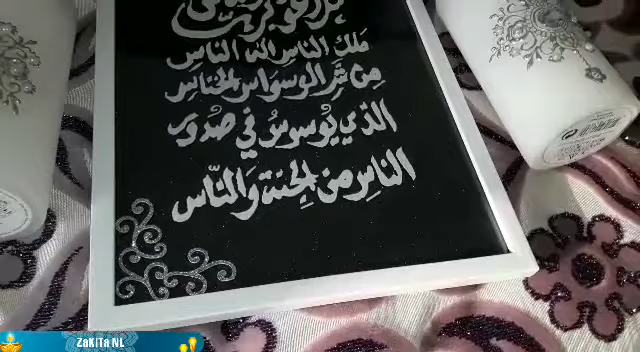 ملك الناس اله الناس
من شر الوسواس الخناس
الذي يوسوس في صدور
الناس من الجنة والناس
ZaKiTa NL